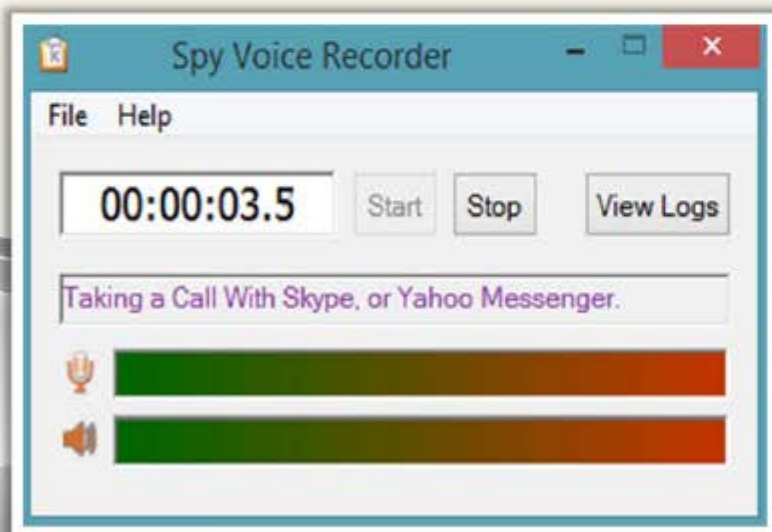 Spy Voice Recorder
File Help
00:00:03.5 Start Stop View Logs
Taking a Call With Skype, or Yahoo Messenger.